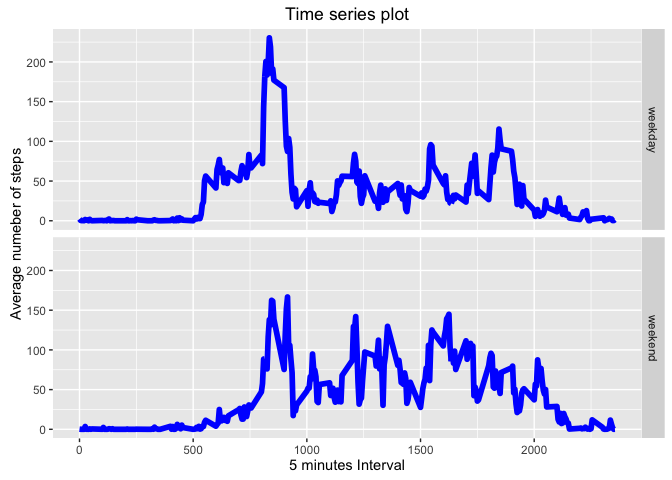 Time series plot
Average numeber of steps
200
150
100
50
0
weekday
200
150
100
50
0
weekend
0 500 1000 1500 2000
5 minutes Interval